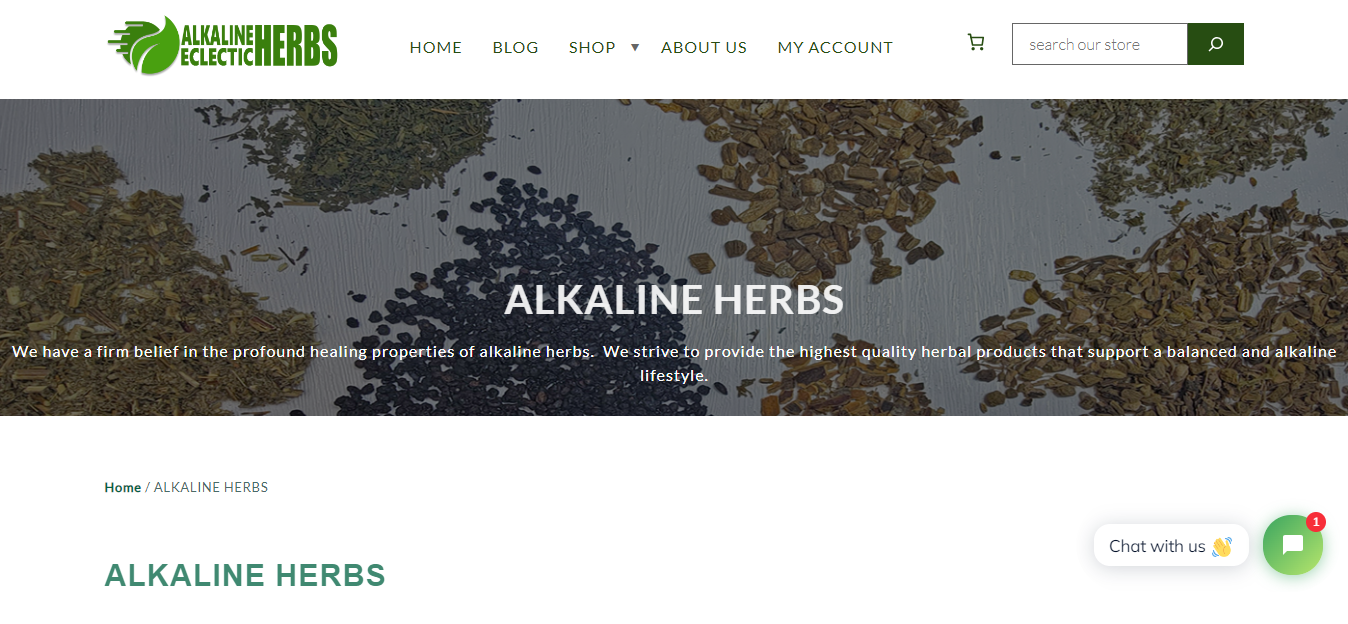 ALKALINE
ECLECTIC HERBS
HOME
BLOG
SHOP ▼
ABOUT US
MY ACCOUNT
search our store
ALKALINE HERBS
We have a firm belief in the profound healing properties of alkaline herbs.  We strive to provide the highest quality herbal products that support a balanced and alkaline
lifestyle.
Home / ALKALINE HERBS
1
Chat with us 👋
ALKALINE HERBS